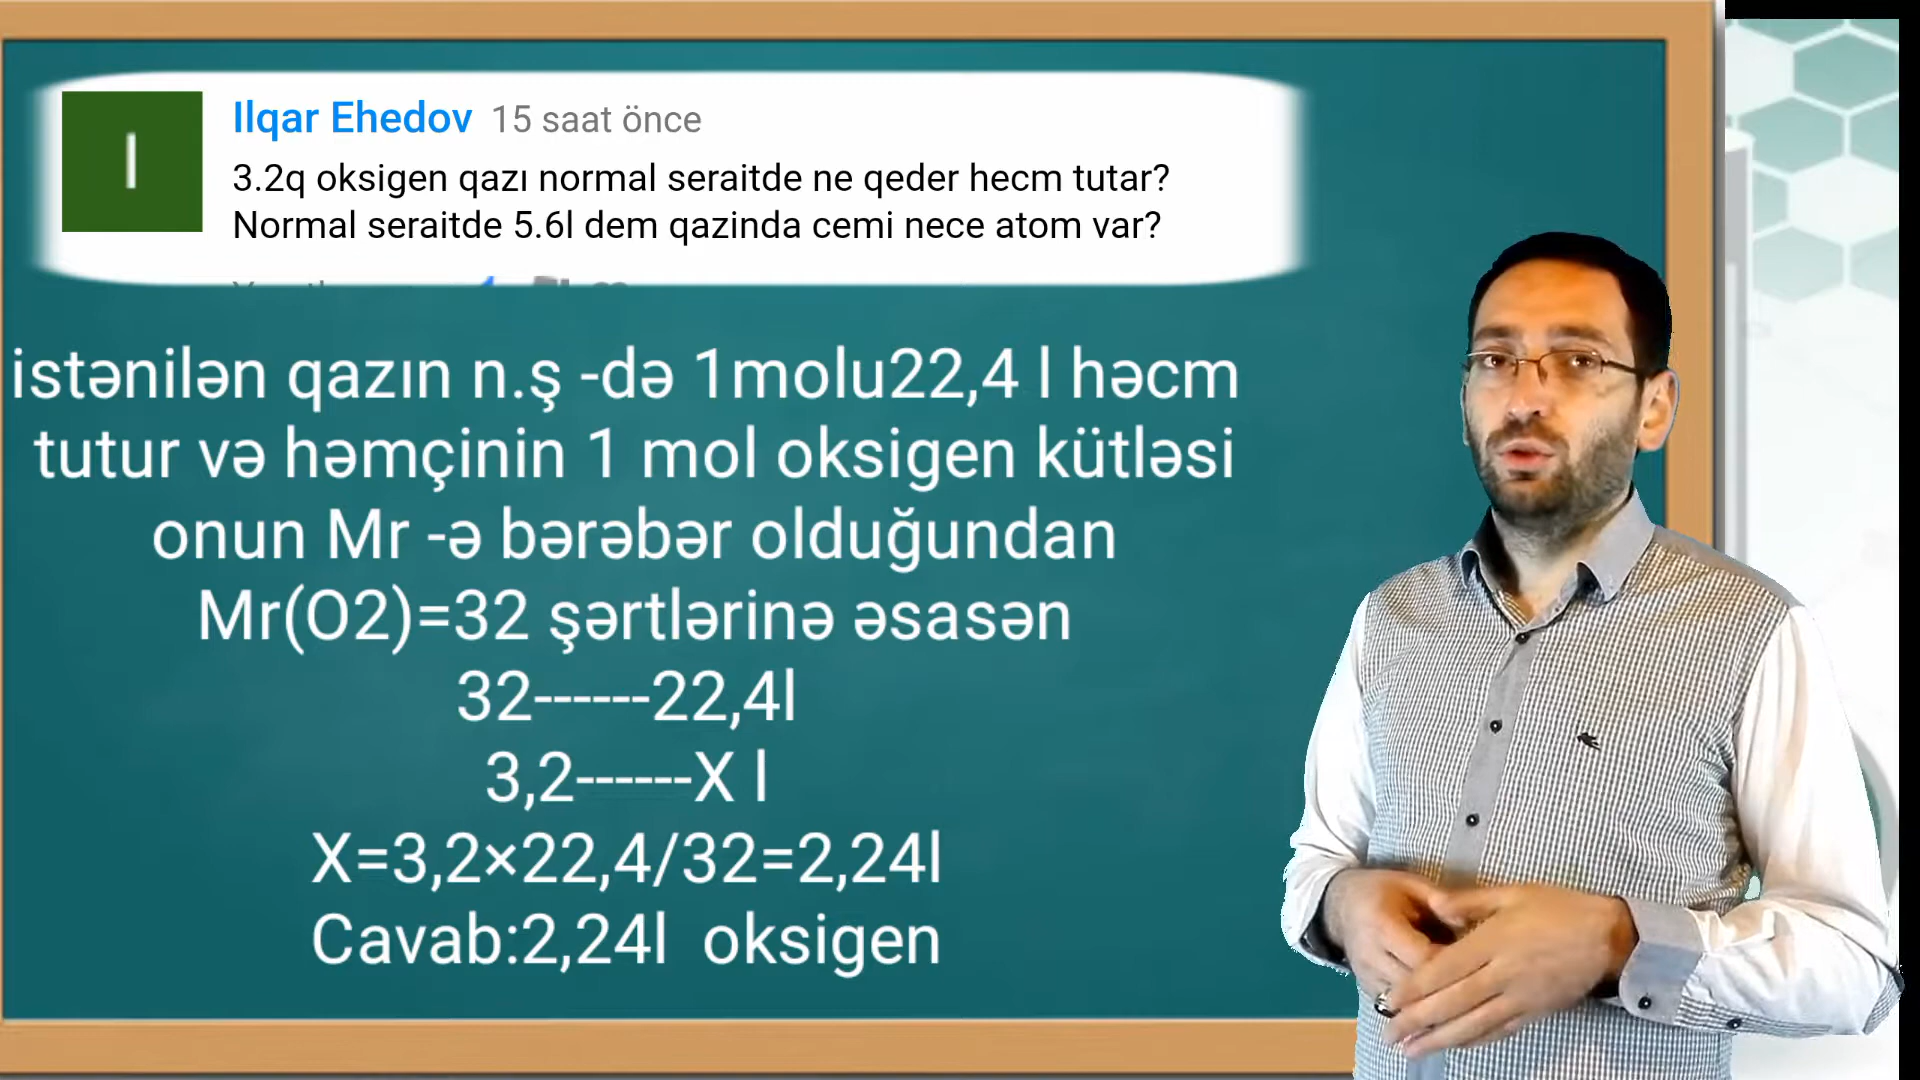 I
Ilqar Ehedov 15 saat önce
3.2q oksigen qazı normal seraitde ne qeder hecm tutar?
Normal seraitde 5.6l dem qazinda cemi nece atom var?
istənilən qazın n.ş -də 1molu22,4 l həcm
tutur və həmçinin 1 mol oksigen kütləsi
onun Mr -ə bərəbər olduğundan
Mr(O2)=32 şərtlərinə əsasən
32------22,4l
3,2------X l
X=3,2×22,4/32=2,24l
Cavab:2,24l oksigen